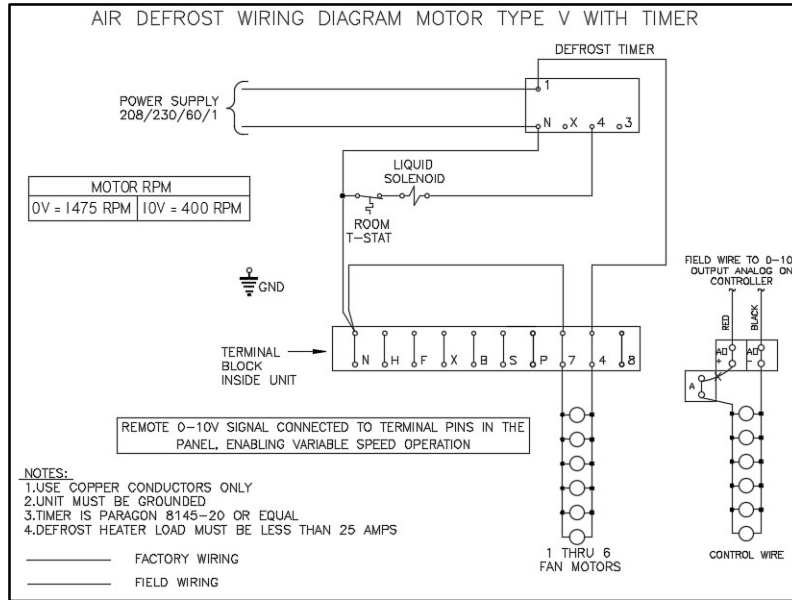 AIR DEFROST WIRING DIAGRAM MOTOR TYPE V WITH TIMER
DEFROST TIMER
1
POWER SUPPLY
208/230/60/1
N X 4 3
LIQUID
SOLENOID
MOTOR RPM
0V = 1475 RPM 10V = 400 RPM
ROOM
T-STAT
GND
FIELD WIRE TO 0-10
OUTPUT ANALOG ON
CONTROLLER
RED
BLACK
TERMINAL
BLOCK
INSIDE UNIT
N H F X B S P 7 4 8
AO
+
AO
-
A
X
REMOTE 0-10V SIGNAL CONNECTED TO TERMINAL PINS IN THE
PANEL, ENABLING VARIABLE SPEED OPERATION
NOTES:
1.USE COPPER CONDUCTORS ONLY
2.UNIT MUST BE GROUNDED
3.TIMER IS PARAGON 8145-20 OR EQUAL
4.DEFROST HEATER LOAD MUST BE LESS THAN 25 AMPS
FACTORY WIRING
FIELD WIRING
1 THRU 6
FAN MOTORS
CONTROL WIRE